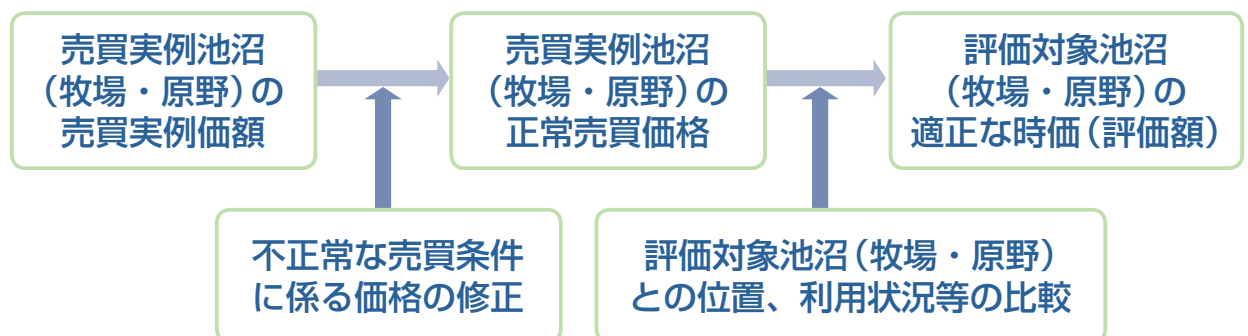 売買実例池沼
(牧場・原野)の
売買実例価額
売買実例池沼
(牧場・原野)の
正常売買価格
評価対象池沼
(牧場・原野)の
適正な時価(評価額)
不正常な売買条件
に係る価格の修正
評価対象池沼(牧場・原野)
との位置、利用状況等の比較